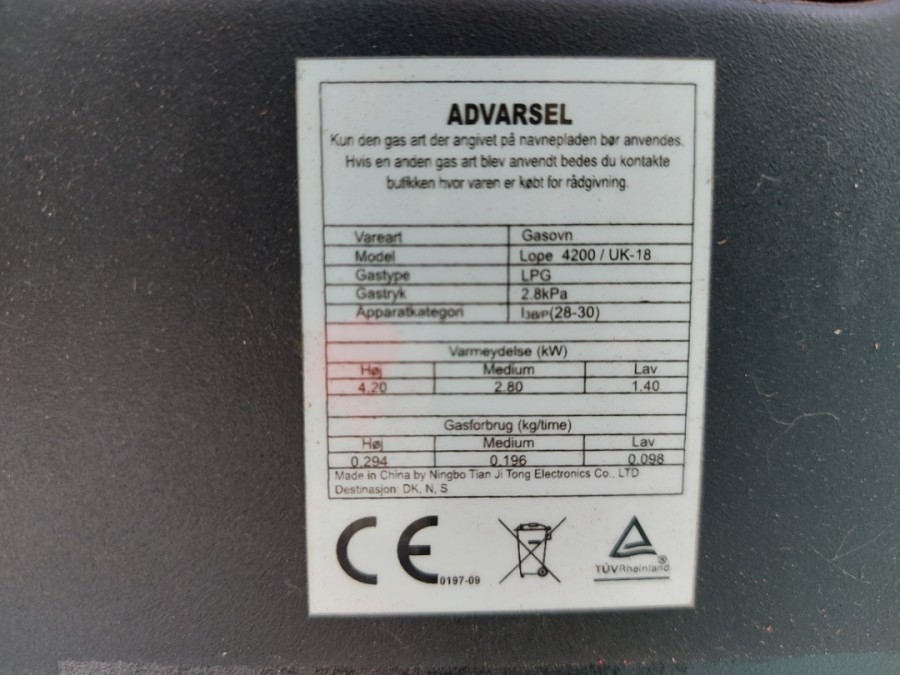 ADVARSEL
Kun den gas art der angivet på navnepladen bør anvendes.
Hvis en anden gas art blev anvendt bedes du kontakte
butikken hvor varen er købt for rådgivning.
Vareart Gasovn
Model Lope 4200 / UK-18
Gastype LPG
Gastryk 2.8kPa
Apparatkategori I3B/P(28-30)
Varmeydelse (kW)
Høj Medium Lav
4.20 2.80 1.40
Gasforbrug (kg/time)
Høj Medium Lav
0.294 0.196 0.098
Made in China by Ningbo Tian Ji Tong Electronics Co., LTD
Destinasjon: DK, N, S
CE 0197-09
TÜVRheinland®